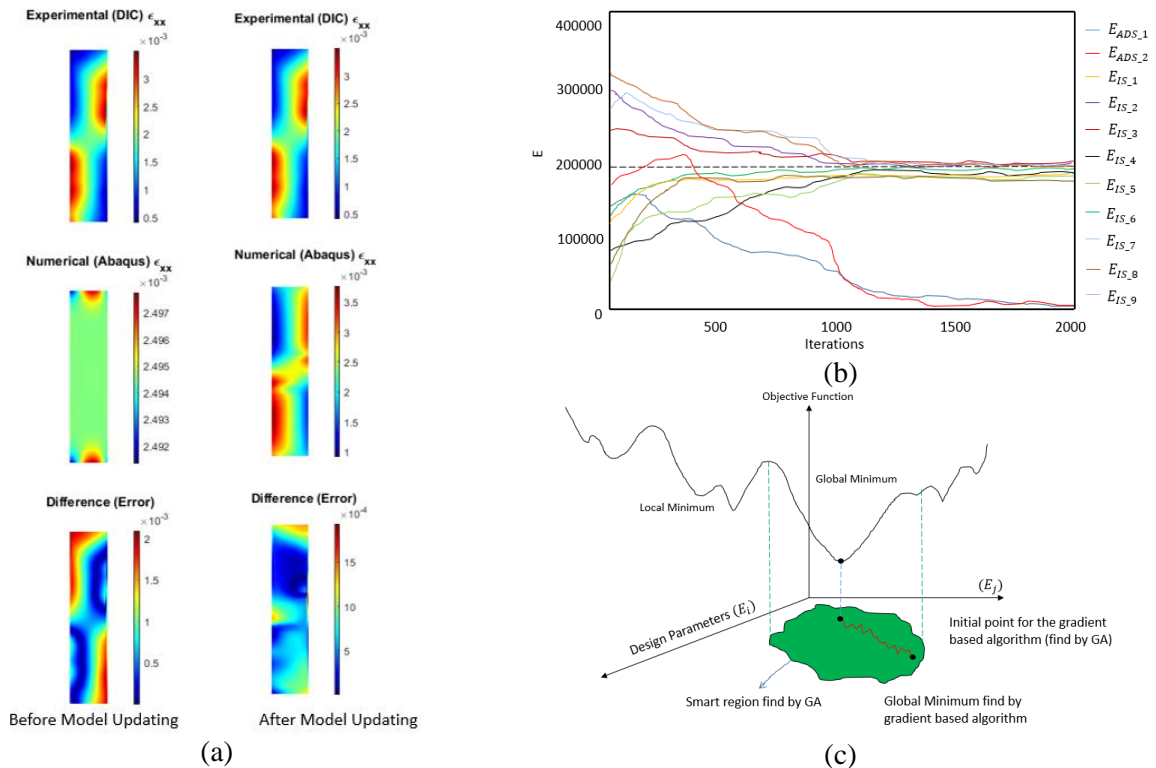 Experimental (DIC) ϵxx
×10⁻³
3
2.5
2
1.5
1
0.5
Experimental (DIC) ϵxx
×10⁻³
3
2.5
2
1.5
1
0.5
Numerical (Abaqus) ϵxx
×10⁻³
2.497
2.496
2.495
2.494
2.493
2.492
Numerical (Abaqus) ϵxx
×10⁻³
3.5
3
2.5
2
1.5
1
Difference (Error)
×10⁻³
2
1.5
1
0.5
Difference (Error)
×10⁻⁴
15
10
5
Before Model Updating
After Model Updating
(a)
400000
300000
200000
100000
0
E
500
1000
1500
2000
Iterations
E_ADS_1
E_ADS_2
E_IS_1
E_IS_2
E_IS_3
E_IS_4
E_IS_5
E_IS_6
E_IS_7
E_IS_8
E_IS_9
(b)
Objective Function
Global Minimum
Local Minimum
(E_j)
Design Parameters (E_i)
Initial point for the gradient
based algorithm (find by GA)
Smart region find by GA
Global Minimum find by
gradient based algorithm
(c)